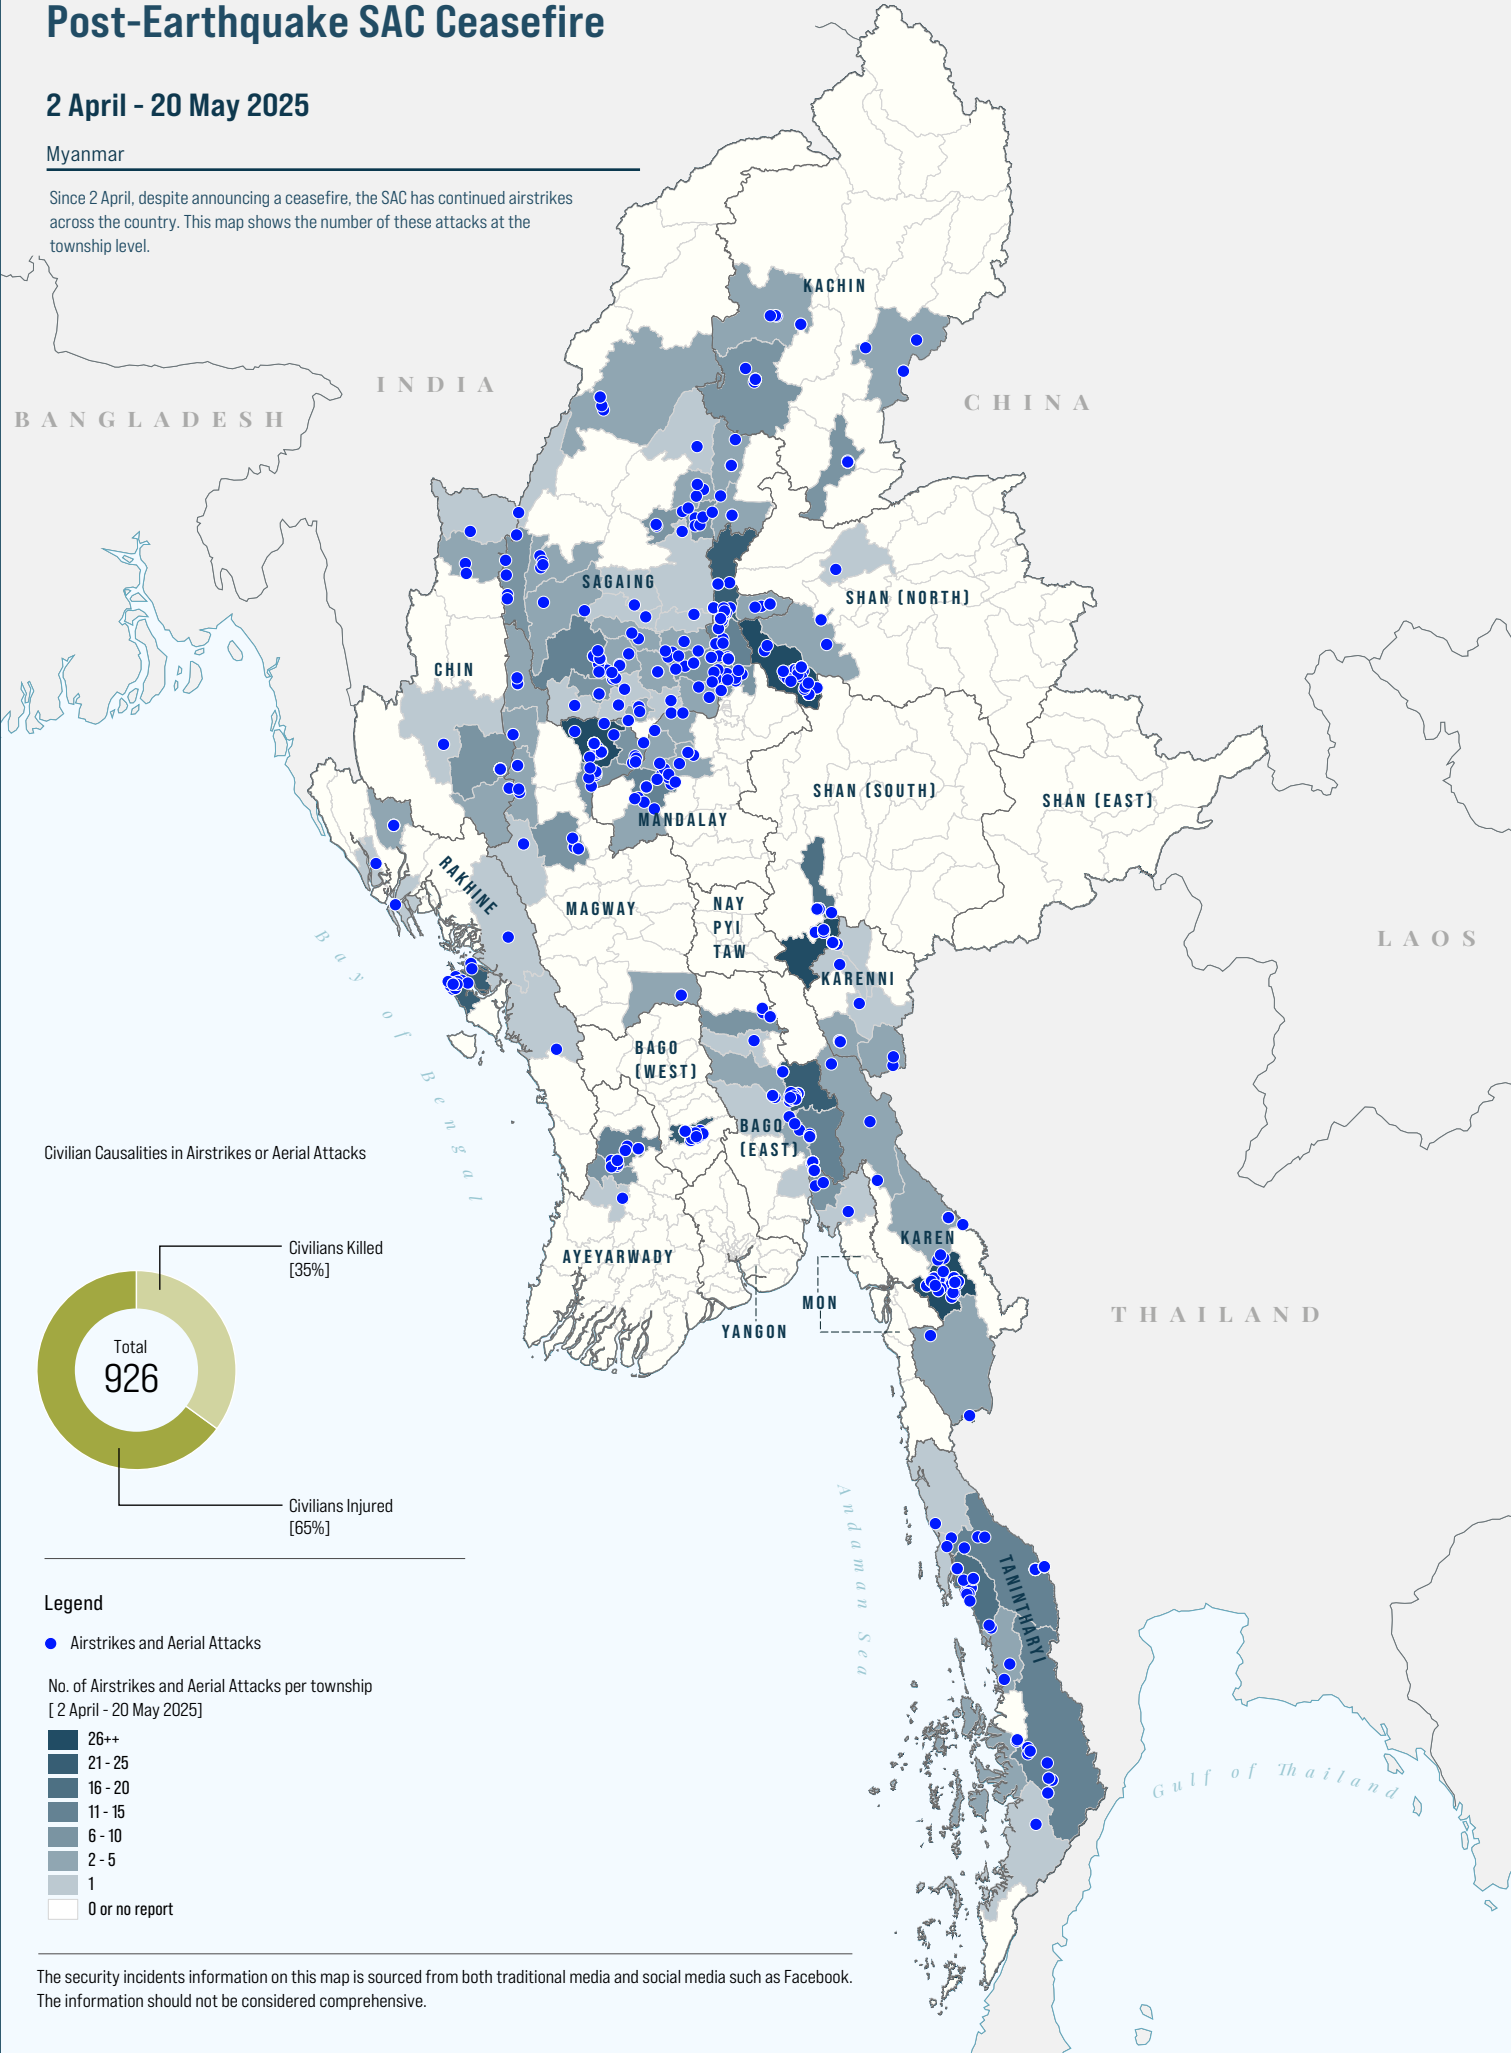 Post-Earthquake SAC Ceasefire
2 April - 20 May 2025
Myanmar
Since 2 April, despite announcing a ceasefire, the SAC has continued airstrikes
across the country. This map shows the number of these attacks at the
township level.
KACHIN
INDIA
CHINA
BANGLADESH
SAGAING
SHAN (NORTH)
CHIN
SHAN (SOUTH)
SHAN (EAST)
MANDALAY
RAKHINE
MAGWAY
NAY
PYI
TAW
LAOS
KARENNI
Bay of Bengal
BAGO
(WEST)
BAGO
(EAST)
KAREN
AYEYARWADY
MON
YANGON
THAILAND
Andaman Sea
TANINTHARYI
Gulf of Thailand
Civilian Causalities in Airstrikes or Aerial Attacks
Civilians Killed
[35%]
Total
926
Civilians Injured
[65%]
Legend
Airstrikes and Aerial Attacks
No. of Airstrikes and Aerial Attacks per township
[ 2 April - 20 May 2025]
26++
21 - 25
16 - 20
11 - 15
6 - 10
2 - 5
1
0 or no report
The security incidents information on this map is sourced from both traditional media and social media such as Facebook.
The information should not be considered comprehensive.